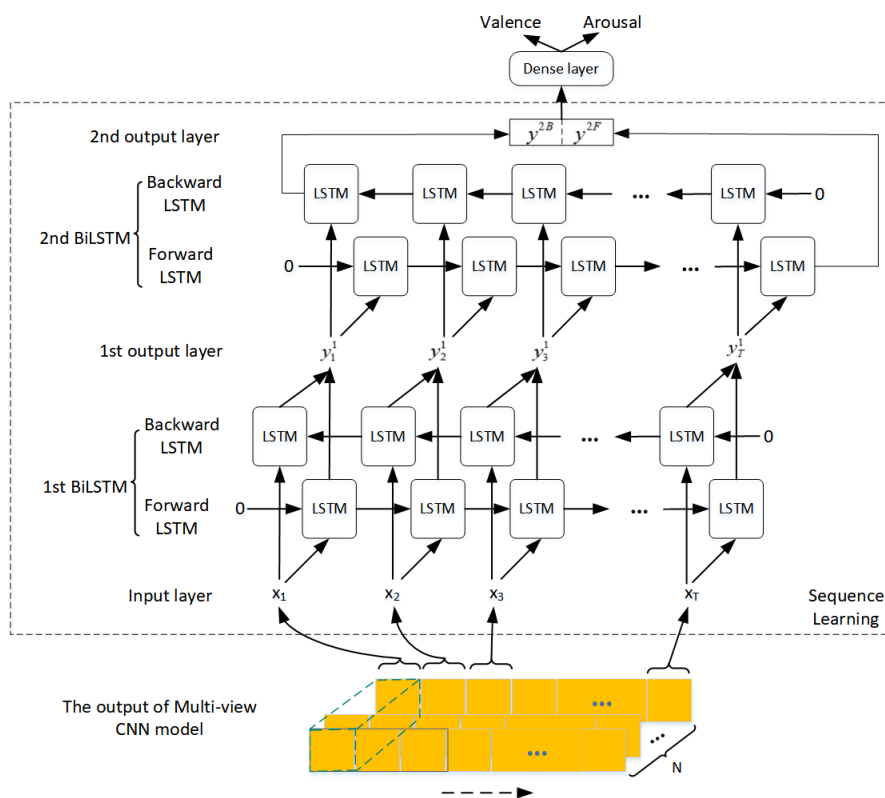 Valence Arousal
Dense layer
2nd output layer
y^{2B} y^{2F}
Backward
LSTM
LSTM LSTM LSTM ... LSTM 0
2nd BiLSTM
Forward
LSTM
0 LSTM LSTM LSTM ... LSTM
1st output layer
y_1^1 y_2^1 y_3^1 y_T^1
Backward
LSTM
LSTM LSTM LSTM ... LSTM 0
1st BiLSTM
Forward
LSTM
0 LSTM LSTM LSTM ... LSTM
Input layer
x_1 x_2 x_3 x_T
Sequence
Learning
The output of Multi-view
CNN model
...
...
...
N